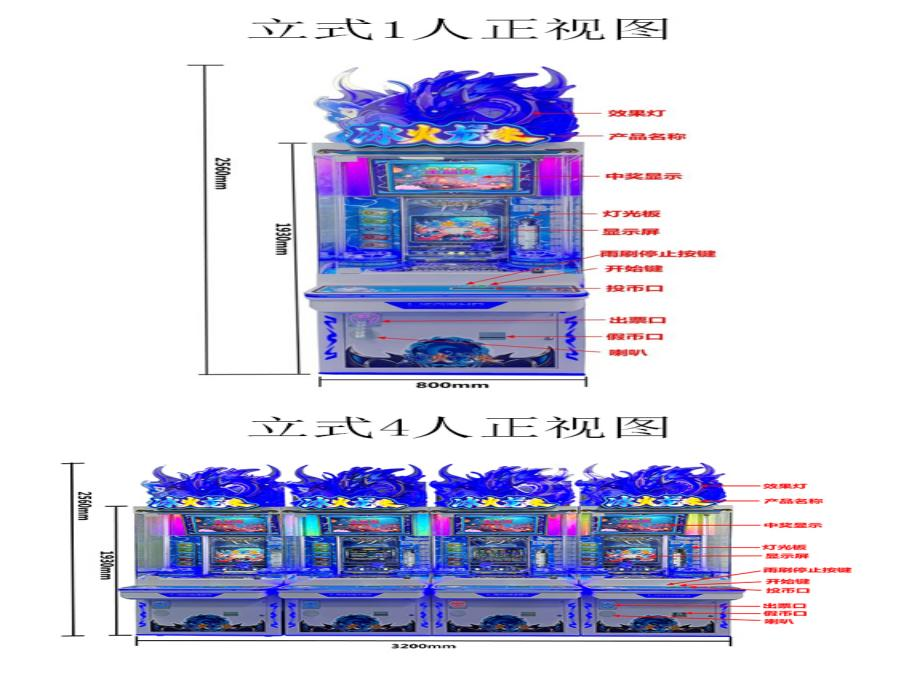 立式1人正视图
2560mm
1930mm
效果灯
冰火龙珠
产品名称
中奖显示
灯光板
显示屏
雨刷停止按键
开始键
投币口
出票口
假币口
喇叭
800mm
立式4人正视图
2560mm
1930mm
效果灯
产品名称
中奖显示
灯光板
显示屏
雨刷停止按键
开始键
投币口
出票口
假币口
喇叭
3200mm